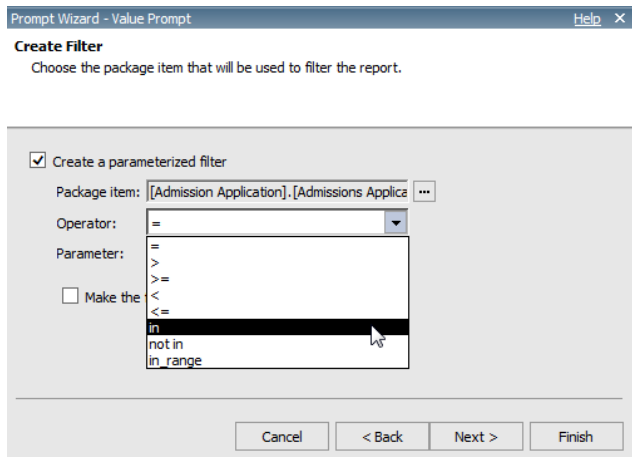 Prompt Wizard - Value Prompt Help X
Create Filter
Choose the package item that will be used to filter the report.
Create a parameterized filter
Package item: [Admission Application].[Admissions Applica ...
Operator: =
Parameter: =
>
>=
Make the <
<=
in
not in
in_range
Cancel < Back Next > Finish